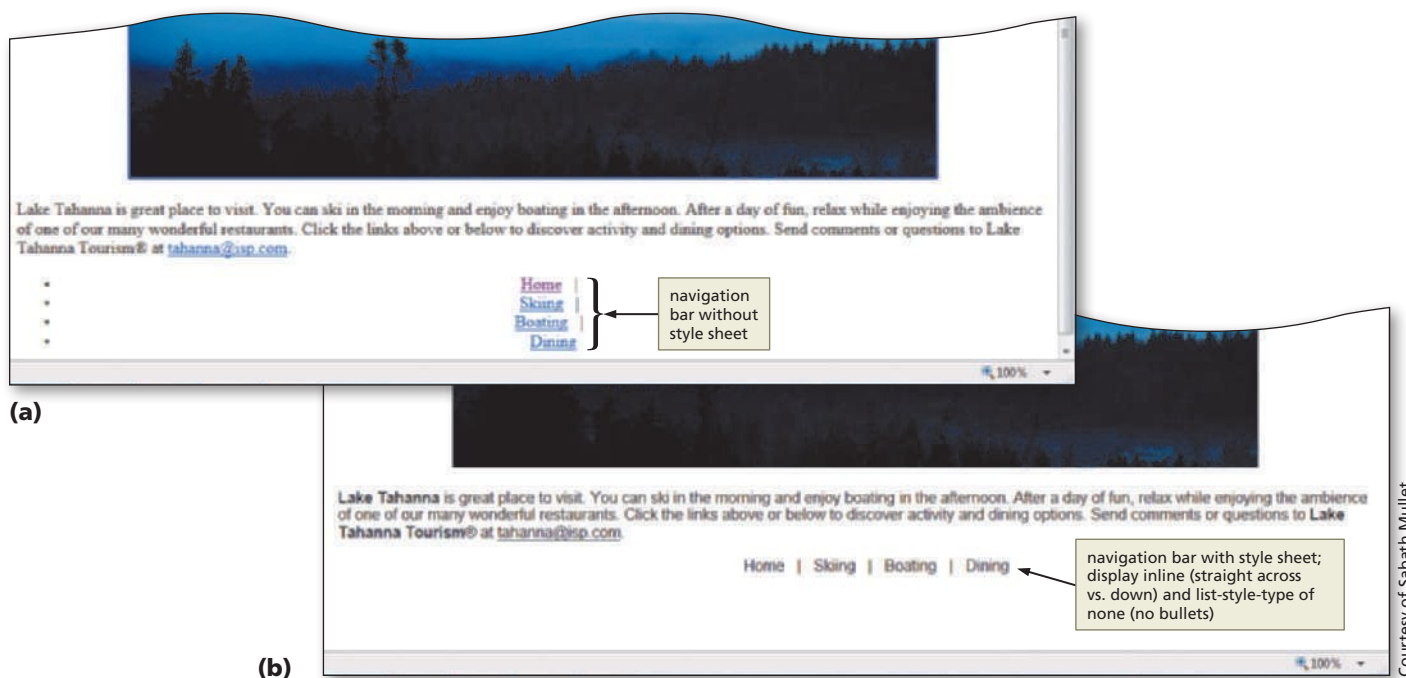 Lake Tahanna is great place to visit. You can ski in the morning and enjoy boating in the afternoon. After a day of fun, relax while enjoying the ambience
of one of our many wonderful restaurants. Click the links above or below to discover activity and dining options. Send comments or questions to Lake
Tahanna Tourism® at tahanna@isp.com.
Home |
Skiing |
Boating |
Dining
navigation
bar without
style sheet
100%
(a)
Lake Tahanna is great place to visit. You can ski in the morning and enjoy boating in the afternoon. After a day of fun, relax while enjoying the ambience
of one of our many wonderful restaurants. Click the links above or below to discover activity and dining options. Send comments or questions to Lake
Tahanna Tourism® at tahanna@isp.com.
Home | Skiing | Boating | Dining
navigation bar with style sheet;
display inline (straight across
vs. down) and list-style-type of
none (no bullets)
100%
(b)
Courtesy of Sabath Mullet